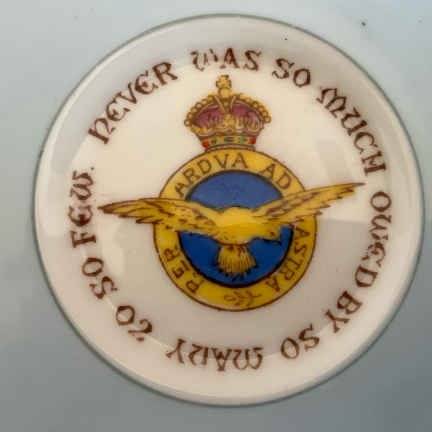 NEVER WAS SO MUCH OWED BY SO MANY TO SO FEW.
PER ARDVA AD ASTRA